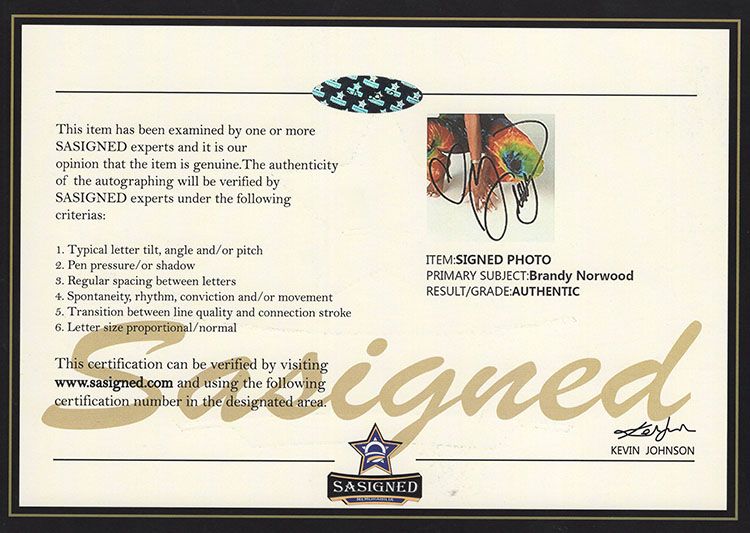 This item has been examined by one or more
SASIGNED experts and it is our
opinion that the item is genuine.The authenticity
of the autographing will be verified by
SASIGNED experts under the following
criterias:
1. Typical letter tilt, angle and/or pitch
2. Pen pressure/or shadow
3. Regular spacing between letters
4. Spontaneity, rhythm, conviction and/or movement
5. Transition between line quality and connection stroke
6. Letter size proportional/normal
This certification can be verified by visiting
www.sasigned.com and using the following
certification number in the designated area.
ITEM:SIGNED PHOTO
PRIMARY SUBJECT:Brandy Norwood
RESULT/GRADE:AUTHENTIC
Sasigned
KEVIN JOHNSON
SASIGNED
MEMORABILIA